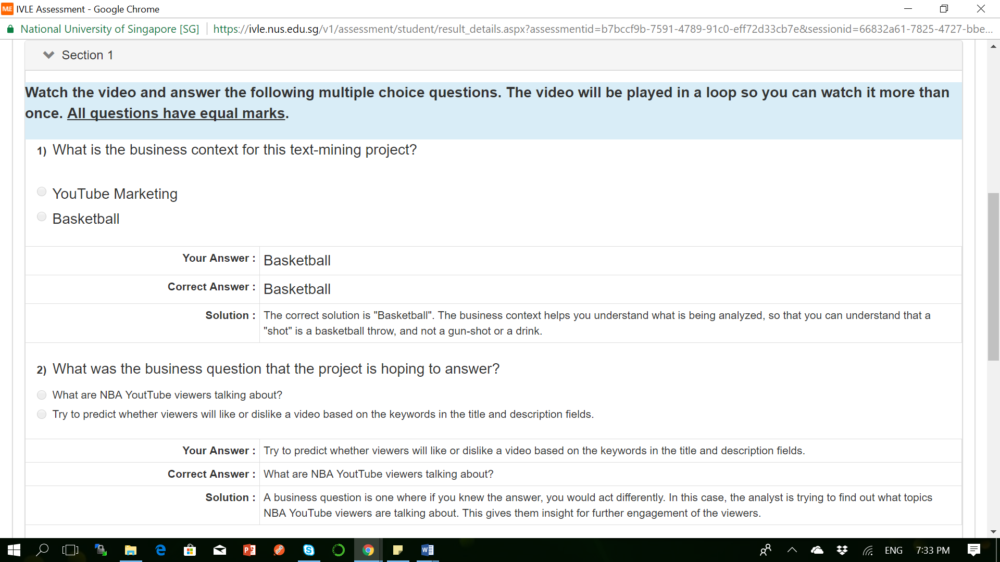 IVLE Assessment - Google Chrome
National University of Singapore [SG] https://ivle.nus.edu.sg/v1/assessment/student/result_details.aspx?assessmentid=b7bccf9b-7591-4789-91c0-eff72d33cb7e&sessionid=66832a61-7825-4727-bbe...
Section 1
Watch the video and answer the following multiple choice questions. The video will be played in a loop so you can watch it more than
once. All questions have equal marks.
1) What is the business context for this text-mining project?
YouTube Marketing
Basketball
Your Answer : Basketball
Correct Answer : Basketball
Solution : The correct solution is "Basketball". The business context helps you understand what is being analyzed, so that you can understand that a
"shot" is a basketball throw, and not a gun-shot or a drink.
2) What was the business question that the project is hoping to answer?
What are NBA YoutTube viewers talking about?
Try to predict whether viewers will like or dislike a video based on the keywords in the title and description fields.
Your Answer : Try to predict whether viewers will like or dislike a video based on the keywords in the title and description fields.
Correct Answer : What are NBA YoutTube viewers talking about?
Solution : A business question is one where if you knew the answer, you would act differently. In this case, the analyst is trying to find out what topics
NBA YouTube viewers are talking about. This gives them insight for further engagement of the viewers.
ENG 7:33 PM